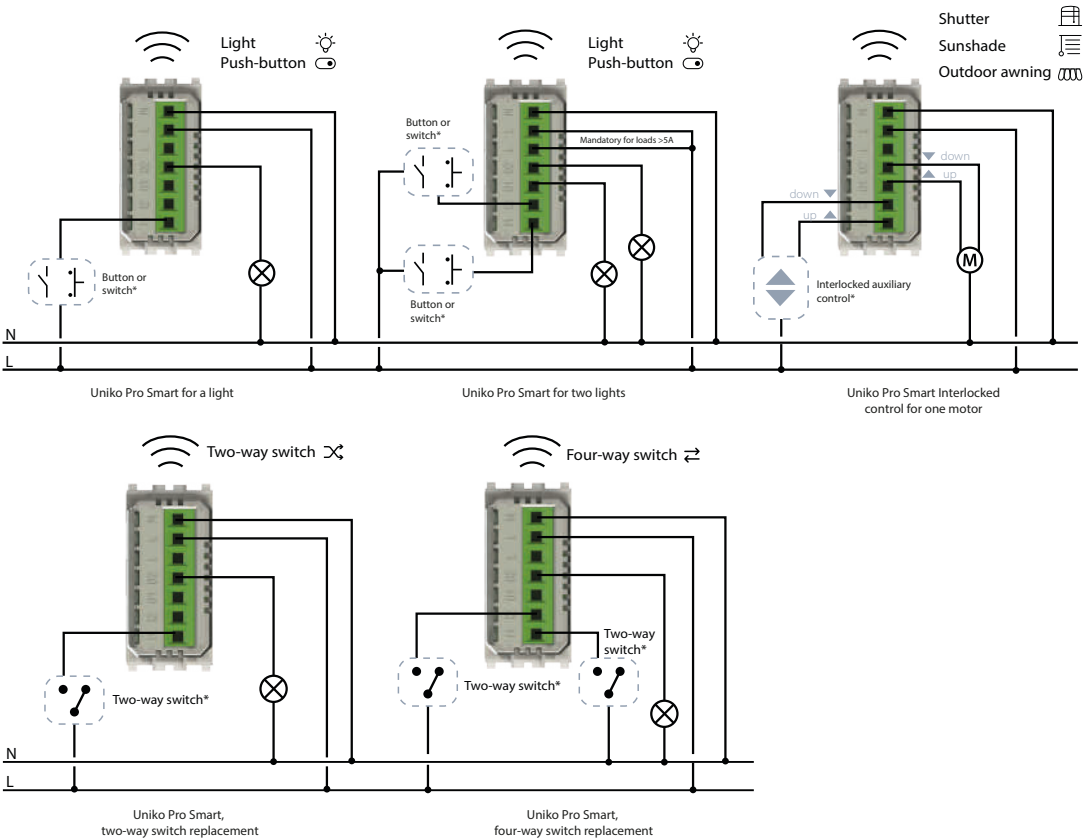 Light
Push-button
Button or
switch*
Uniko Pro Smart for a light
Light
Push-button
Button or
switch*
Mandatory for loads >5A
Button or
switch*
Uniko Pro Smart for two lights
Shutter
Sunshade
Outdoor awning
down
up
down
up
M
Interlocked auxiliary
control*
Uniko Pro Smart Interlocked
control for one motor
N
L
Two-way switch
Two-way switch*
Uniko Pro Smart,
two-way switch replacement
Four-way switch
Two-way
switch*
Two-way switch*
Uniko Pro Smart,
four-way switch replacement
N
L